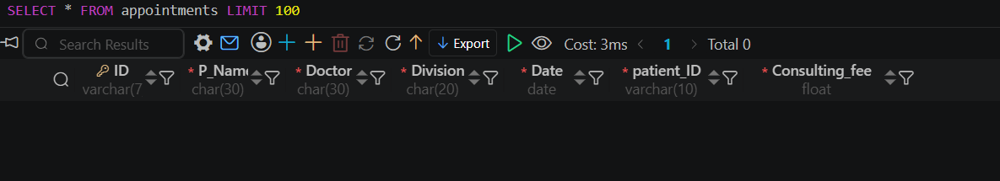 SELECT * FROM appointments LIMIT 100
Search Results Export Cost: 3ms 1 Total 0
ID * P_Name * Doctor * Division * Date * patient_ID * Consulting_fee
varchar(7 char(30) char(30) char(20) date varchar(10) float